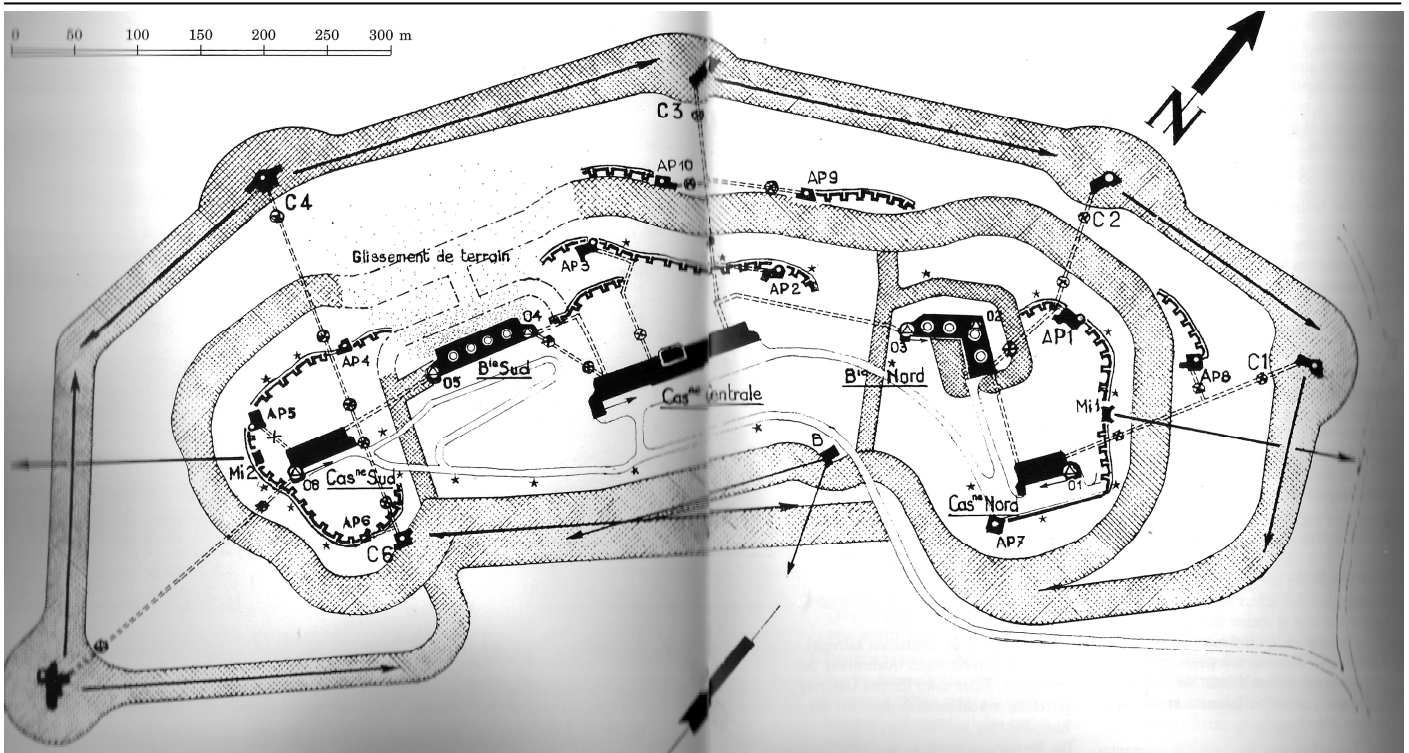 0 50 100 150 200 250 300 m
N
C3
AP10
AP9
C4
C2
Glissement de terrain
AP3
AP2
04
02
03
AP1
AP4
05
Bie Sud
Bie Nord
AP8
C1
Casne Centrale
AP5
Mi1
B
Mi2
06
Casne Sud
01
Casne Nord
AP6
C6
AP7